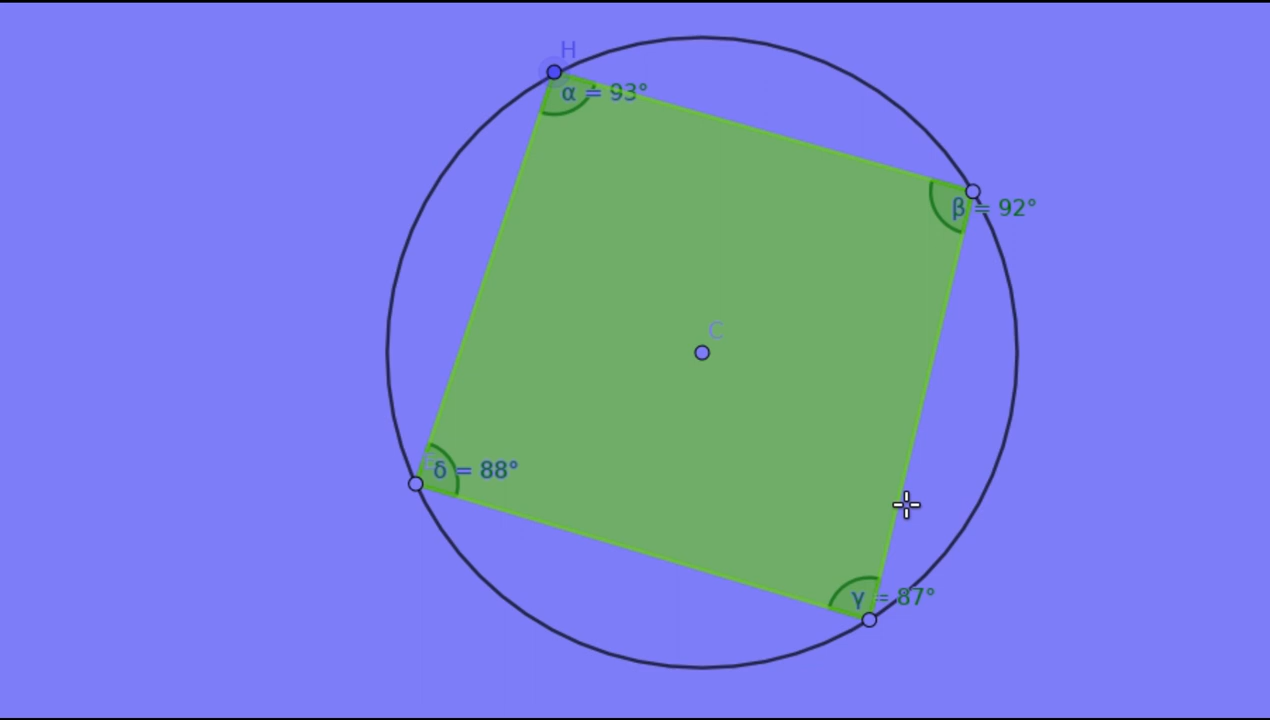 H
α = 93°
β = 92°
C
δ = 88°
γ = 87°